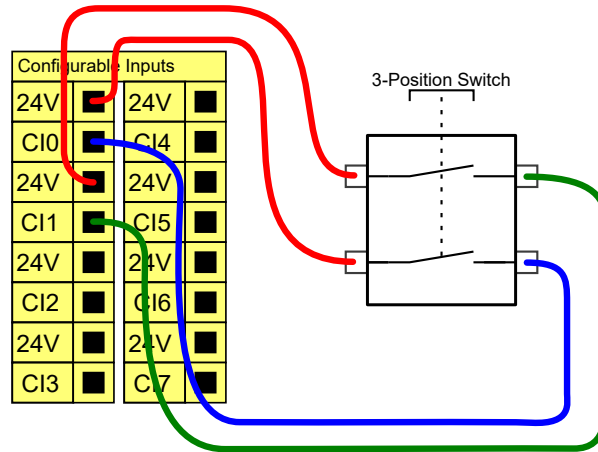 Configurable Inputs
3-Position Switch
24V 24V
CI0 CI4
24V 24V
CI1 CI5
24V 24V
CI2 CI6
24V 24V
CI3 CI7